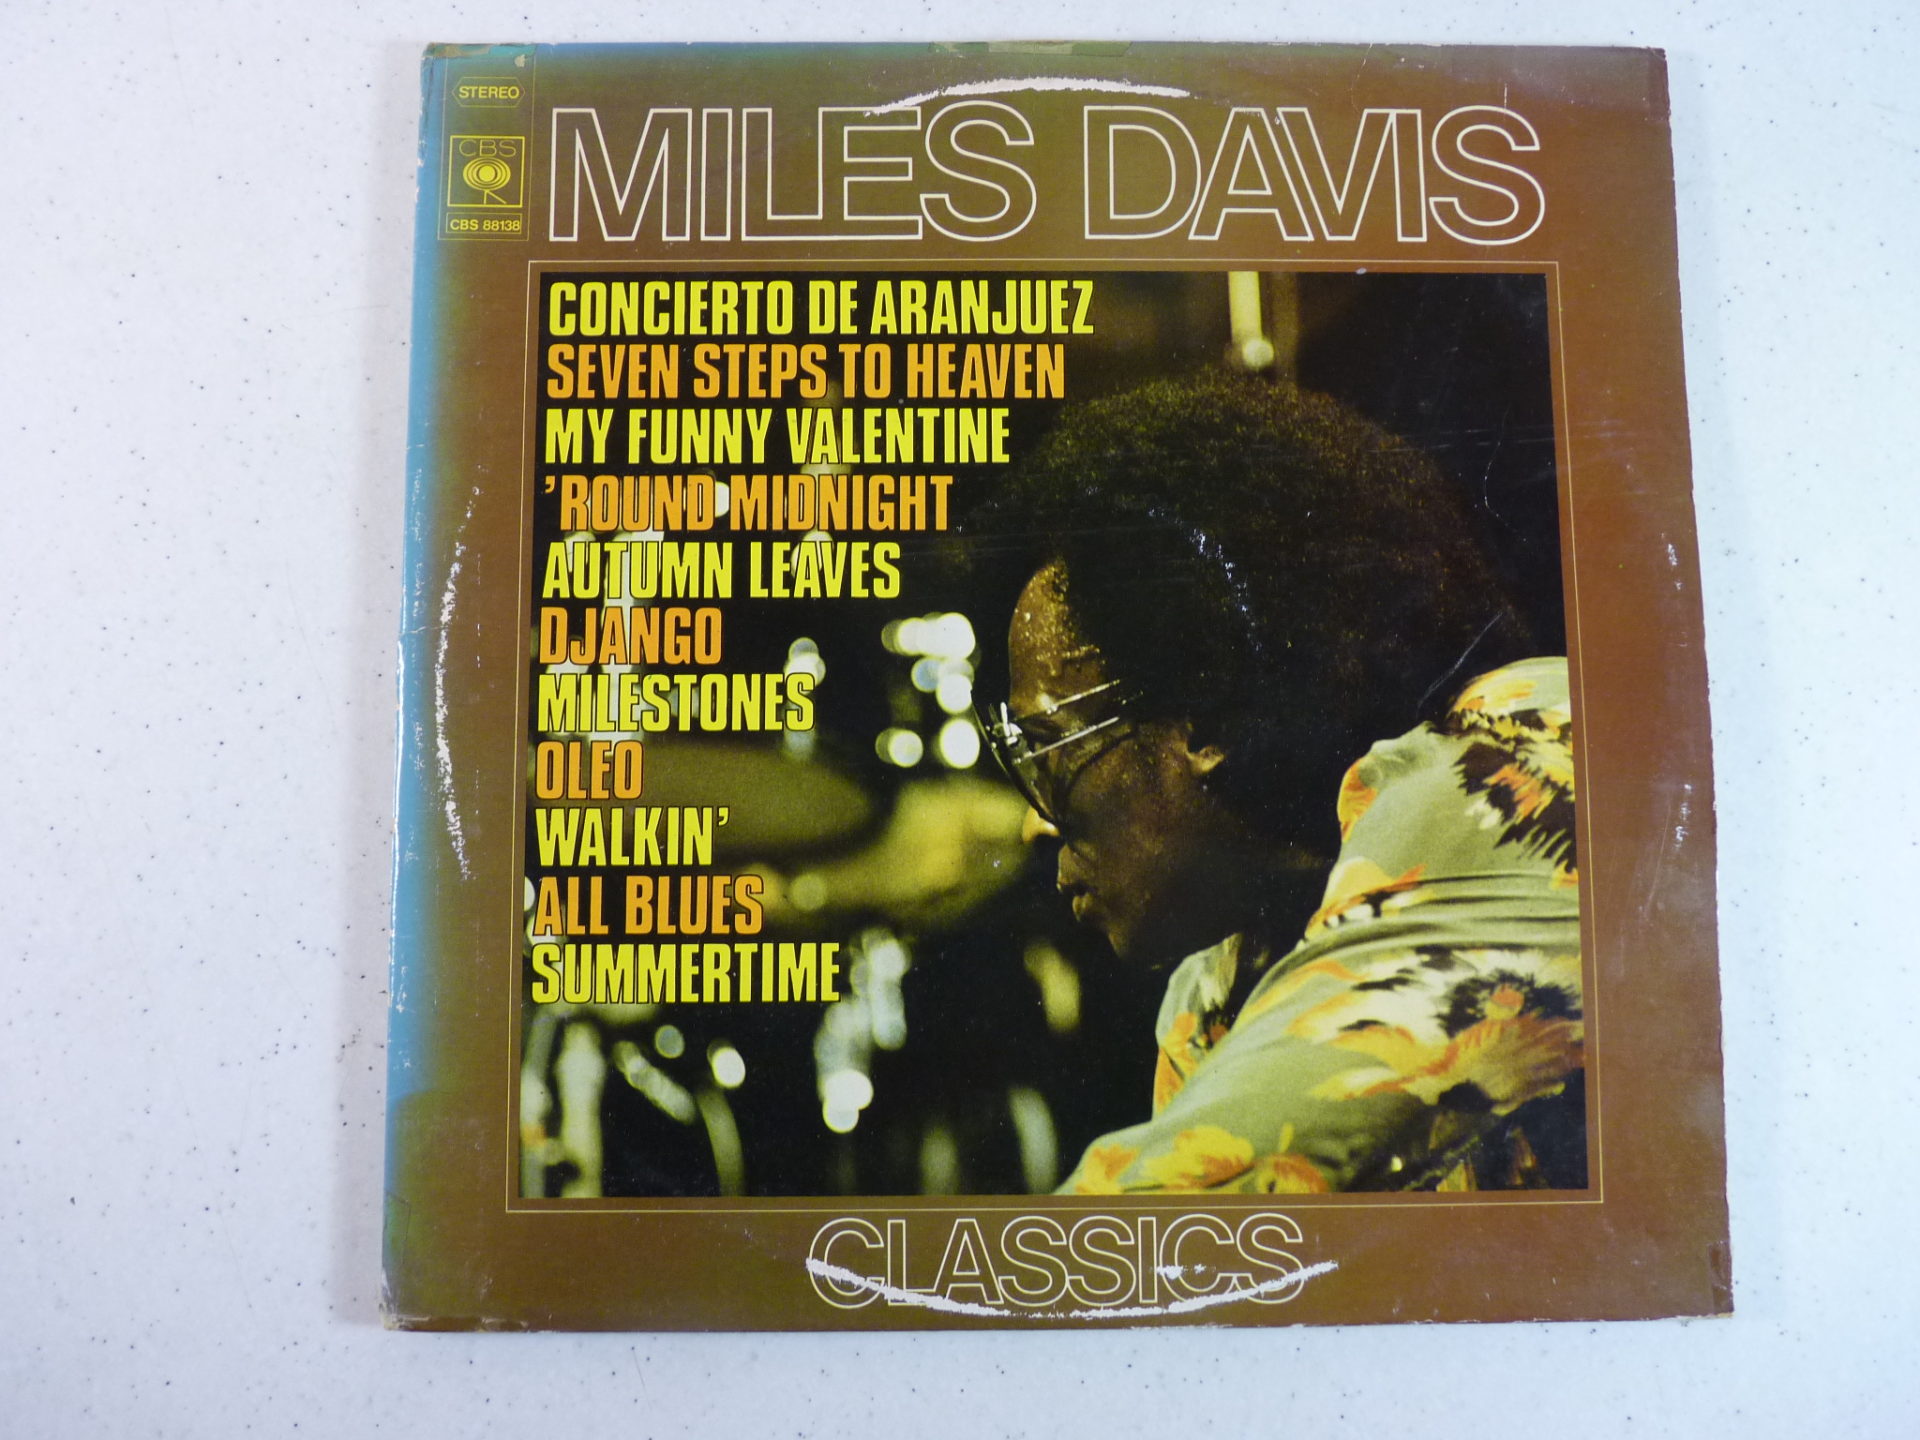 STEREO
CBS
CBS 88138
MILES DAVIS
CONCIERTO DE ARANJUEZ
SEVEN STEPS TO HEAVEN
MY FUNNY VALENTINE
’ROUND MIDNIGHT
AUTUMN LEAVES
DJANGO
MILESTONES
OLEO
WALKIN’
ALL BLUES
SUMMERTIME
CLASSICS